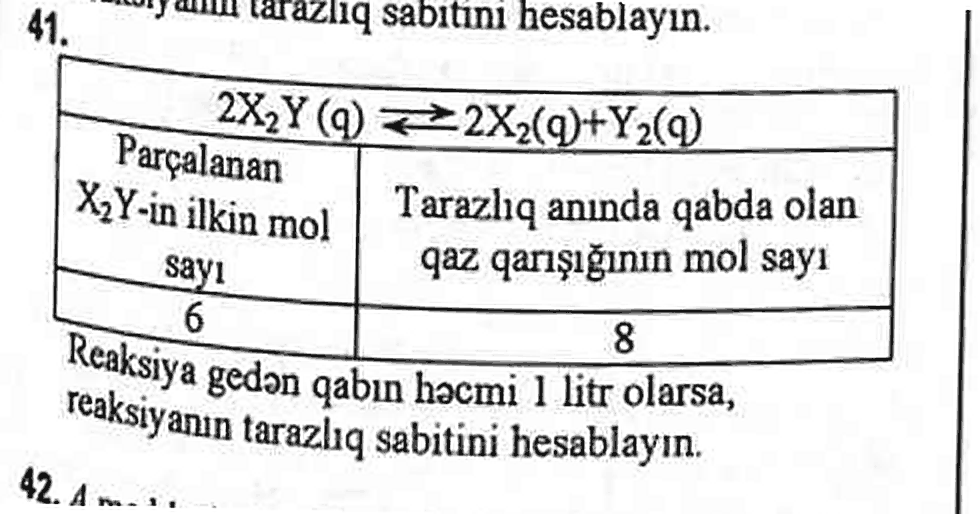 tarazlıq sabitini hesablayın.
41.
2X₂Y (q) ⇄ 2X₂(q)+Y₂(q)
Parçalanan
X₂Y-in ilkin mol
sayı
Tarazlıq anında qabda olan
qaz qarışığının mol sayı
6
8
Reaksiya gedən qabın həcmi 1 litr olarsa,
reaksiyanın tarazlıq sabitini hesablayın.
42. A